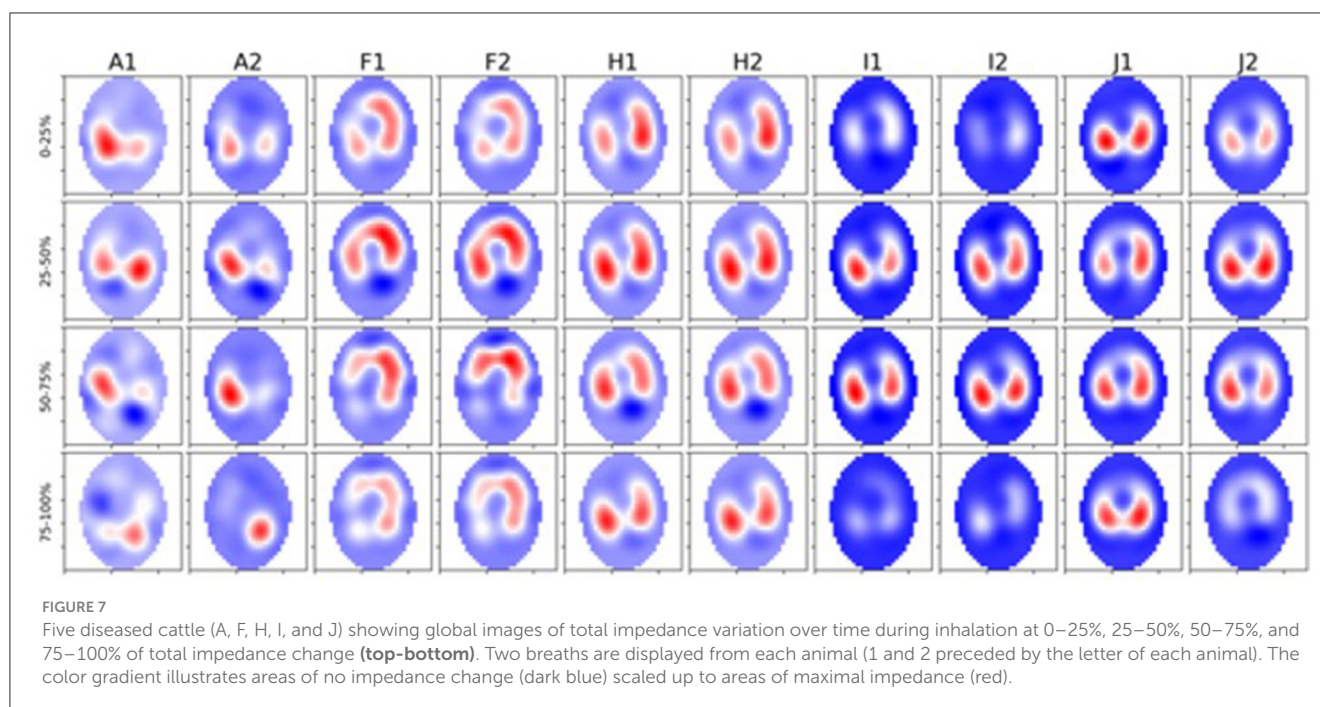 A1 A2 F1 F2 H1 H2 I1 I2 J1 J2
0-25%
25-50%
50-75%
75-100%
FIGURE 7
Five diseased cattle (A, F, H, I, and J) showing global images of total impedance variation over time during inhalation at 0–25%, 25–50%, 50–75%, and
75–100% of total impedance change (top-bottom). Two breaths are displayed from each animal (1 and 2 preceded by the letter of each animal). The
color gradient illustrates areas of no impedance change (dark blue) scaled up to areas of maximal impedance (red).